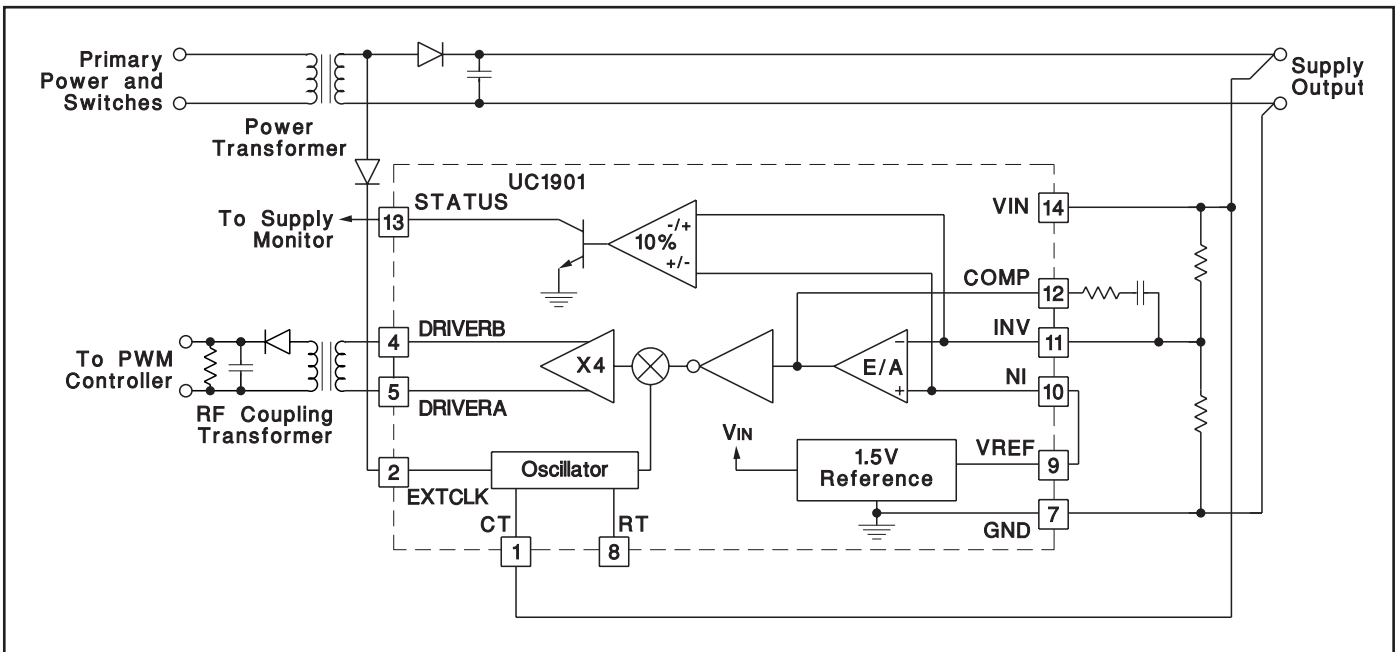 Primary
Power and
Switches
Power
Transformer
Supply
Output
UC1901
STATUS
13
To Supply
Monitor
-/+
10%
+/-
VIN
14
COMP
12
INV
11
NI
10
DRIVERB
4
To PWM
Controller
5
DRIVERA
RF Coupling
Transformer
X4
E/A
−
+
VIN
1.5V
Reference
VREF
9
GND
7
2
EXTCLK
Oscillator
CT
1
RT
8